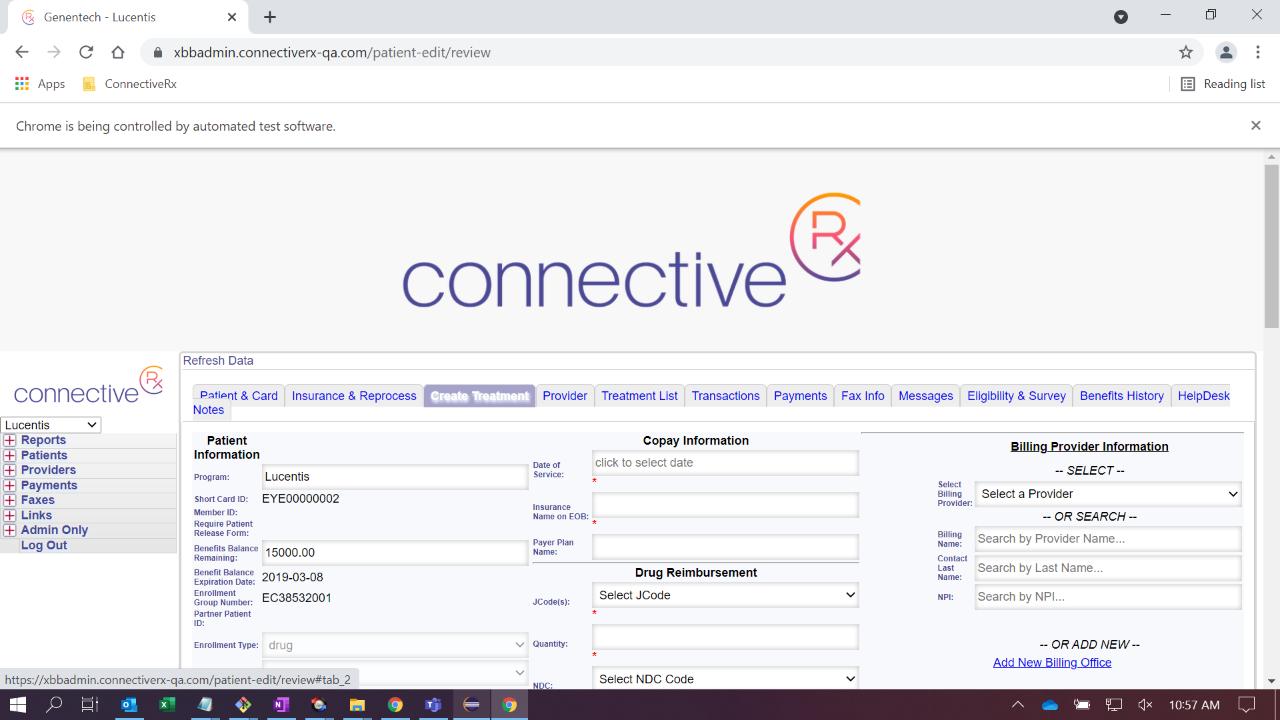 Genentech - Lucentis
xbbadmin.connectiverx-qa.com/patient-edit/review
Apps
ConnectiveRx
Reading list
Chrome is being controlled by automated test software.
connective Rx
connective Rx
Lucentis
Reports
Patients
Providers
Payments
Faxes
Links
Admin Only
Log Out
Refresh Data
Patient & Card
Insurance & Reprocess
Create Treatment
Provider
Treatment List
Transactions
Payments
Fax Info
Messages
Eligibility & Survey
Benefits History
HelpDesk
Notes
Patient
Information
Program:
Lucentis
Short Card ID:
EYE00000002
Member ID:
Require Patient
Release Form:
Benefits Balance
Remaining:
15000.00
Benefit Balance
Expiration Date:
2019-03-08
Enrollment
Group Number:
EC38532001
Partner Patient
ID:
Enrollment Type:
drug
Copay Information
Date of
Service:
click to select date
*
Insurance
Name on EOB:
*
Payer Plan
Name:
Drug Reimbursement
JCode(s):
Select JCode
*
Quantity:
*
NDC:
Select NDC Code
Billing Provider Information
-- SELECT --
Select
Billing
Provider:
Select a Provider
-- OR SEARCH --
Billing
Name:
Search by Provider Name...
Contact
Last
Name:
Search by Last Name...
NPI:
Search by NPI...
-- OR ADD NEW --
Add New Billing Office
https://xbbadmin.connectiverx-qa.com/patient-edit/review#tab_2
10:57 AM